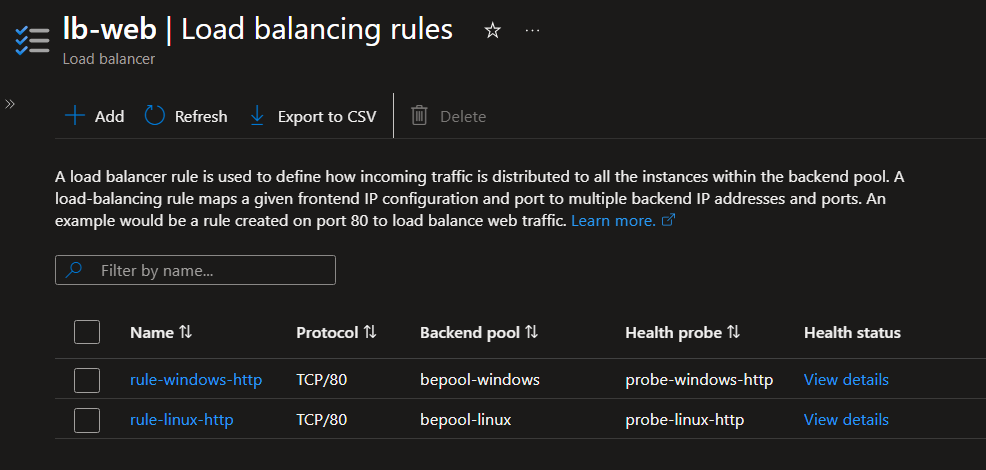 lb-web | Load balancing rules
Load balancer
Add Refresh Export to CSV Delete
A load balancer rule is used to define how incoming traffic is distributed to all the instances within the backend pool. A
load-balancing rule maps a given frontend IP configuration and port to multiple backend IP addresses and ports. An
example would be a rule created on port 80 to load balance web traffic. Learn more.
Filter by name...
Name Protocol Backend pool Health probe Health status
rule-windows-http TCP/80 bepool-windows probe-windows-http View details
rule-linux-http TCP/80 bepool-linux probe-linux-http View details